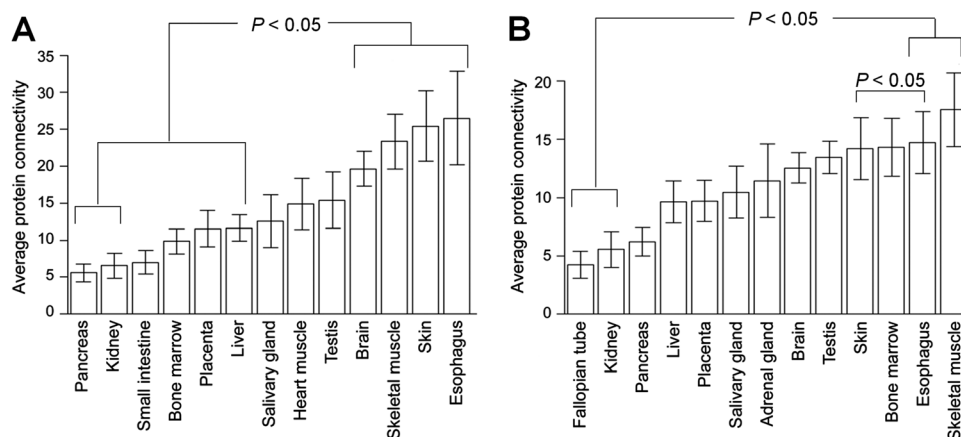 A
P < 0.05
Average protein connectivity
35
30
25
20
15
10
5
0
Pancreas
Kidney
Small intestine
Bone marrow
Placenta
Liver
Salivary gland
Heart muscle
Testis
Brain
Skeletal muscle
Skin
Esophagus
B
P < 0.05
P < 0.05
Average protein connectivity
20
15
10
5
0
Fallopian tube
Kidney
Pancreas
Liver
Placenta
Salivary gland
Adrenal gland
Brain
Testis
Skin
Bone marrow
Esophagus
Skeletal muscle